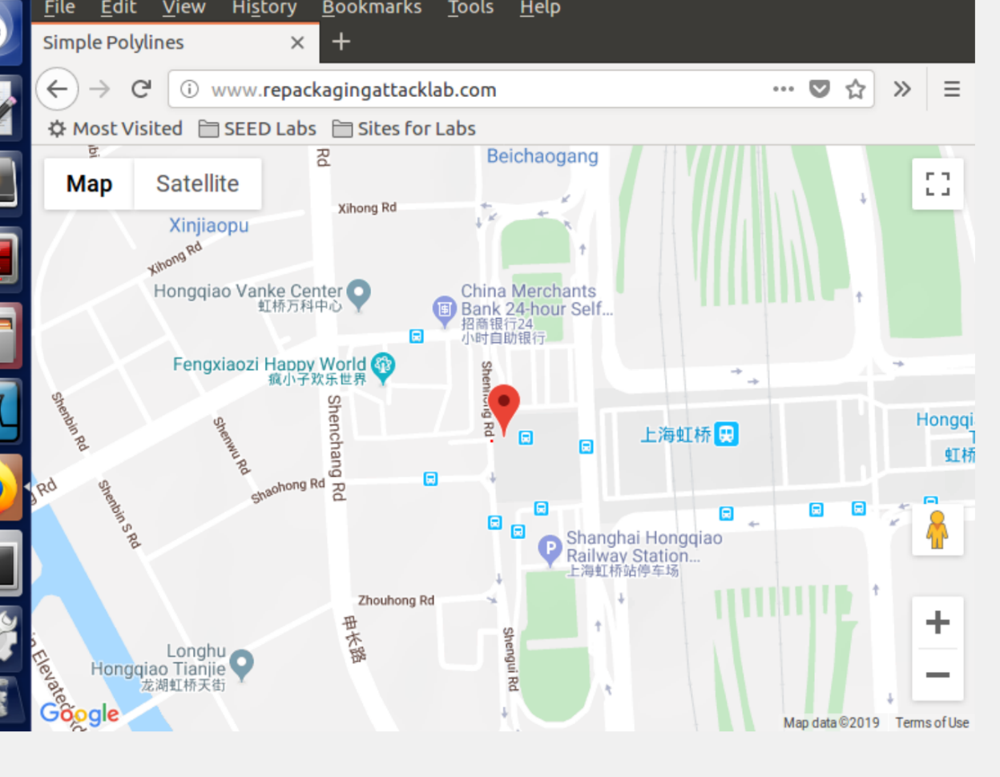 File Edit View History Bookmarks Tools Help
Simple Polylines
www.repackagingattacklab.com
Most Visited SEED Labs Sites for Labs
Map Satellite
Rd
Beichaogang
Xihong Rd
Xinjiaopu
Xihong Rd
Hongqiao Vanke Center
虹桥万科中心
China Merchants
Bank 24-hour Self...
招商银行24
小时自助银行
Fengxiaozi Happy World
疯小子欢乐世界
Shenhong Rd
Shenbin Rd
Shenwu Rd
Shenchang Rd
上海虹桥
Hongqi
虹桥
Rd
Shaohong Rd
Shenbin S Rd
P
Shanghai Hongqiao
Railway Station...
上海虹桥站停车场
Zhouhong Rd
申长路
Shengui Rd
Longhu
Hongqiao Tianjie
龙湖虹桥天街
n Elevated Rd
Google
Map data ©2019 Terms of Use